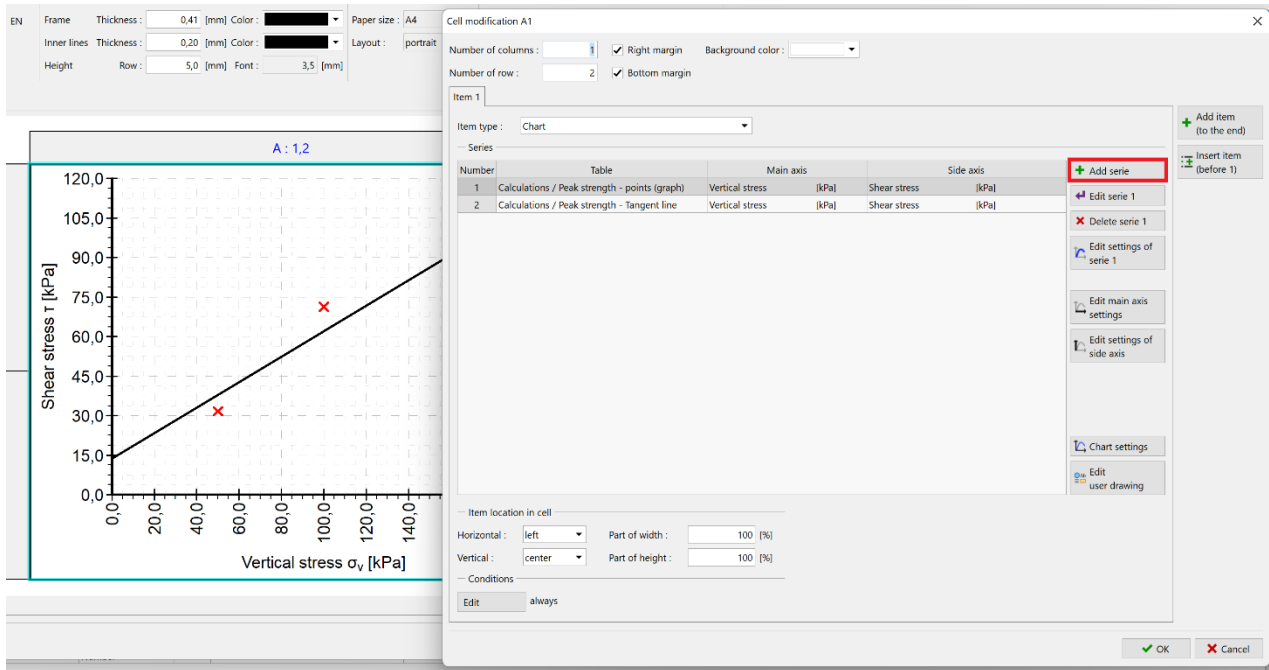 EN
Frame Thickness : 0,41 [mm] Color : Paper size : A4
Inner lines Thickness : 0,20 [mm] Color : Layout : portrait
Height Row : 5,0 [mm] Font : 3,5 [mm]
A : 1,2
120,0
105,0
90,0
75,0
60,0
45,0
30,0
15,0
0,0
Shear stress τ [kPa]
0,0 20,0 40,0 60,0 80,0 100,0 120,0 140,0
Vertical stress σv [kPa]
Cell modification A1
Number of columns : 1 Right margin Background color :
Number of row : 2 Bottom margin
Item 1
Item type : Chart
Series
Number Table Main axis Side axis
1 Calculations / Peak strength - points (graph) Vertical stress [kPa] Shear stress [kPa]
2 Calculations / Peak strength - Tangent line Vertical stress [kPa] Shear stress [kPa]
Add serie
Edit serie 1
Delete serie 1
Edit settings of
serie 1
Edit main axis
settings
Edit settings of
side axis
Chart settings
Edit
user drawing
Add item
(to the end)
Insert item
(before 1)
Item location in cell
Horizontal : left Part of width : 100 [%]
Vertical : center Part of height : 100 [%]
Conditions
Edit always
OK Cancel